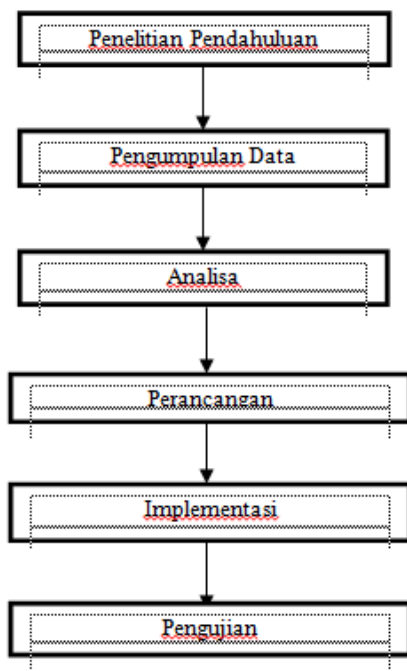 Penelitian Pendahuluan
Pengumpulan Data
Analisa
Perancangan
Implementasi
Pengujian